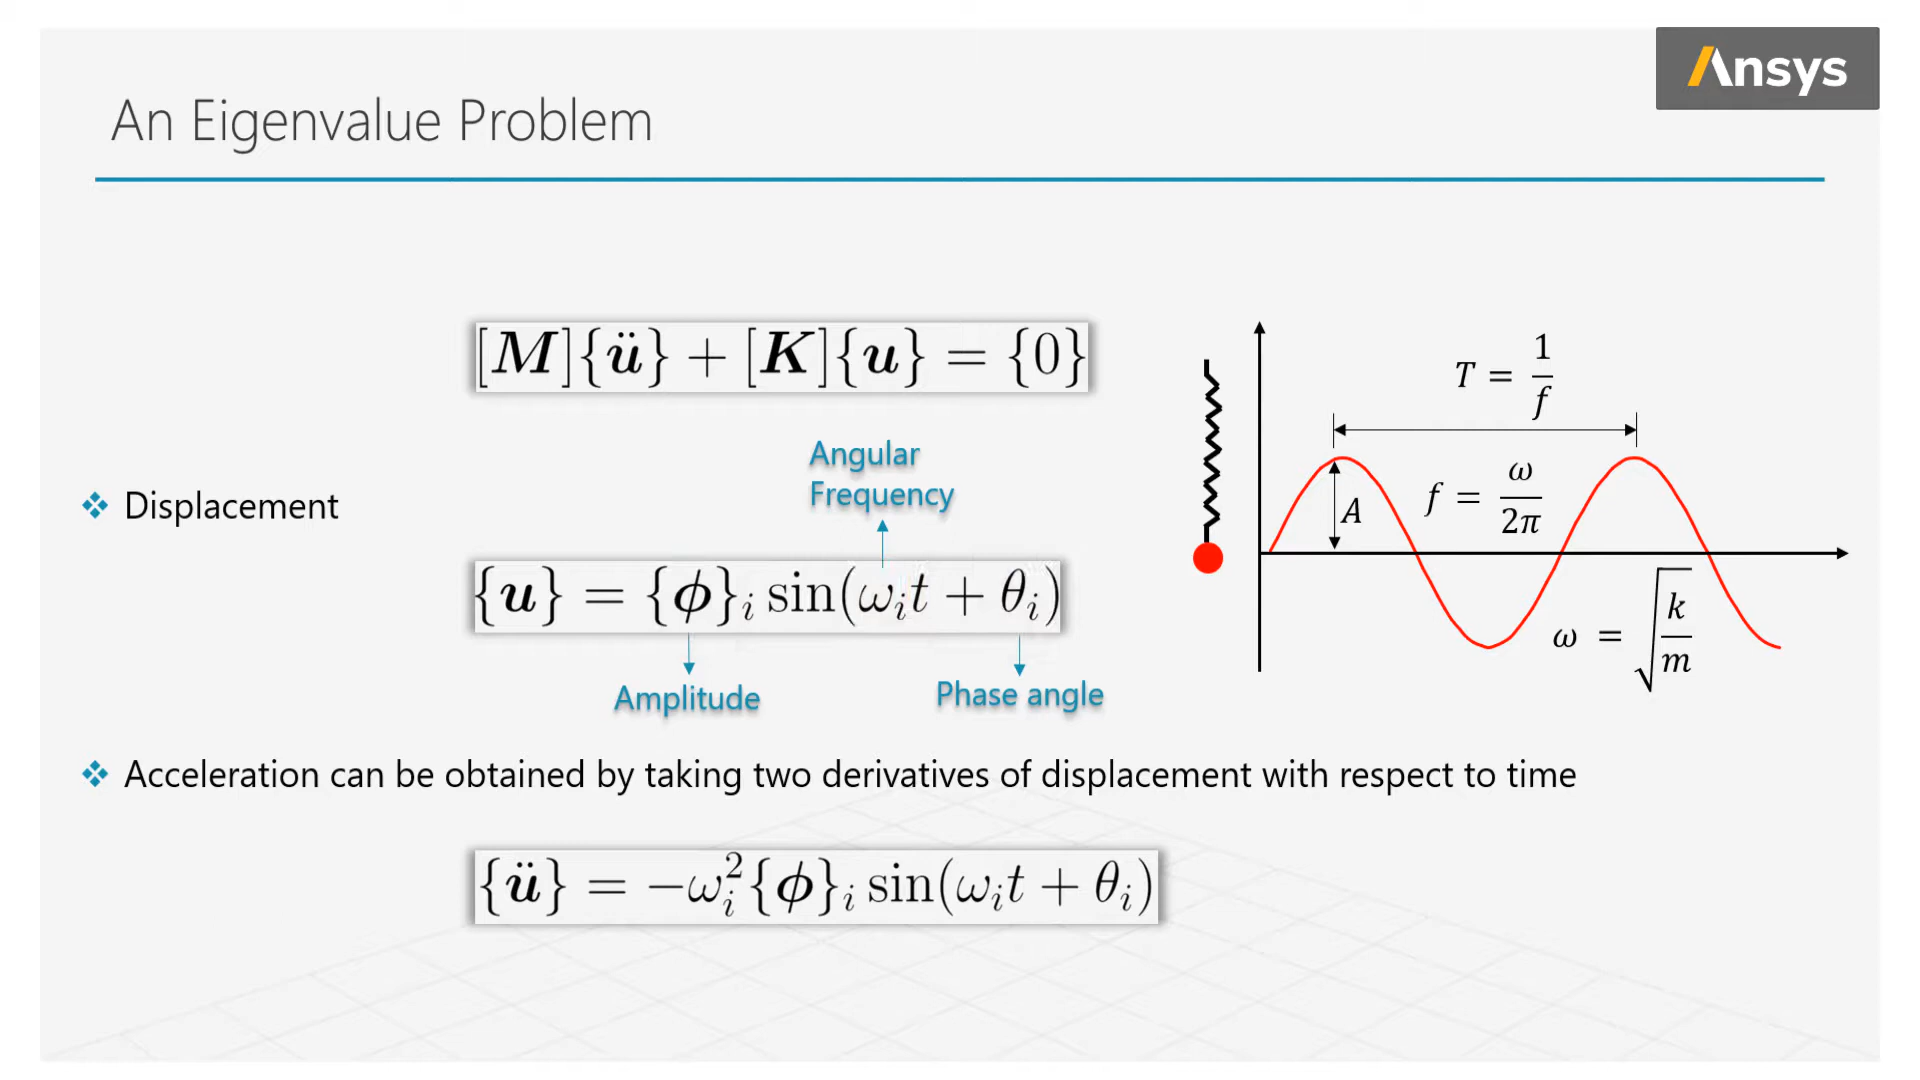 Ansys
An Eigenvalue Problem
[M]{ü} + [K]{u} = {0}
T = 1/f
Angular
Frequency
❖ Displacement
A
f = ω/2π
{u} = {ϕ}ᵢ sin(ωᵢt + θᵢ)
ω = √(k/m)
Amplitude
Phase angle
❖ Acceleration can be obtained by taking two derivatives of displacement with respect to time
{ü} = −ωᵢ²{ϕ}ᵢ sin(ωᵢt + θᵢ)